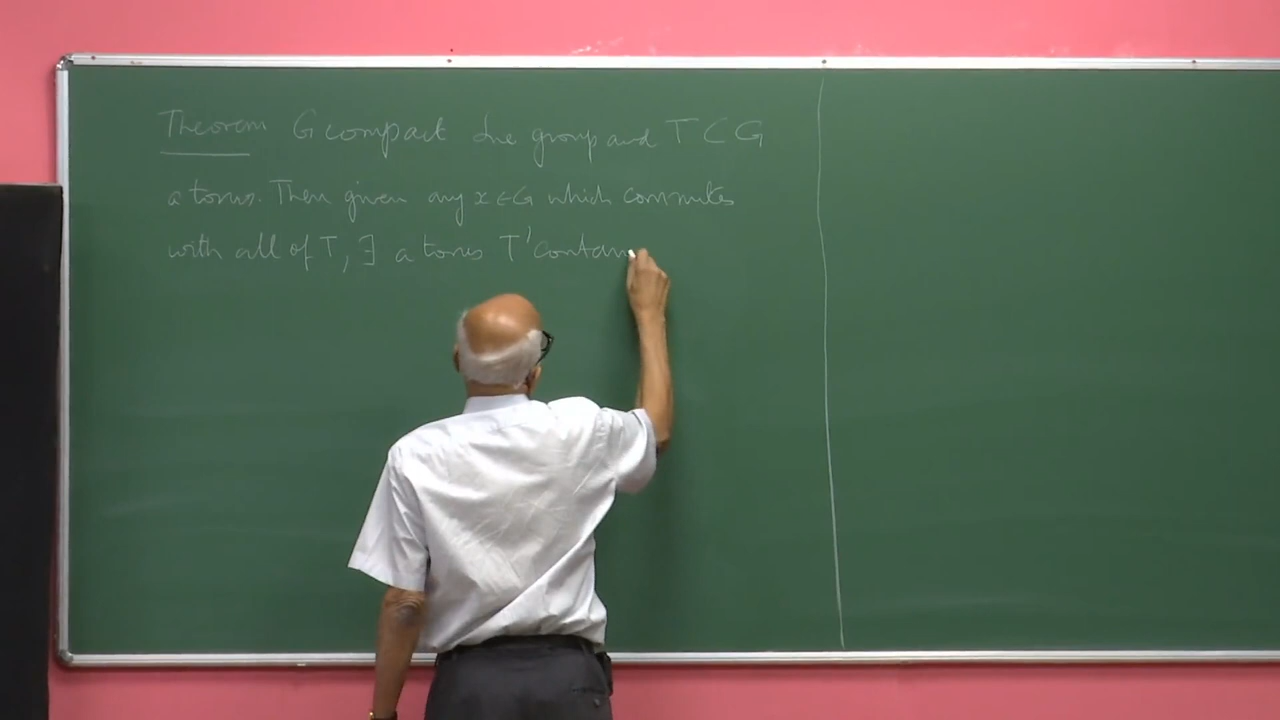 Theorem G compact Lie group and T ⊂ G
a torus. Then given any x ∈ G which commutes
with all of T, ∃ a torus T' contain